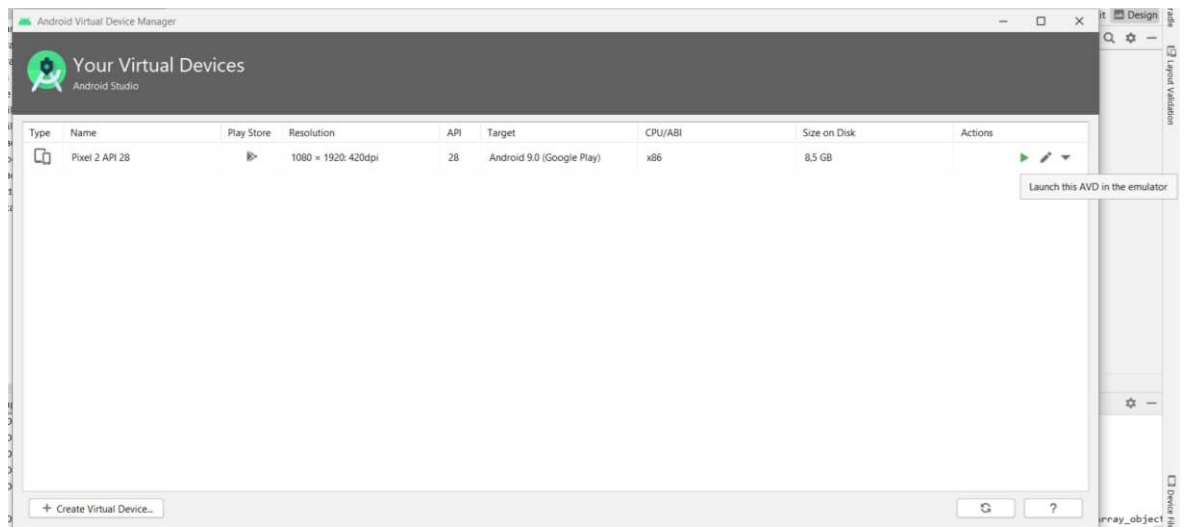 Android Virtual Device Manager
Your Virtual Devices
Android Studio
Type Name Play Store Resolution API Target CPU/ABI Size on Disk Actions
Pixel 2 API 28 1080 × 1920: 420dpi 28 Android 9.0 (Google Play) x86 8,5 GB
Launch this AVD in the emulator
+ Create Virtual Device...
?
Design
Layout Validation
Device File
rray_object